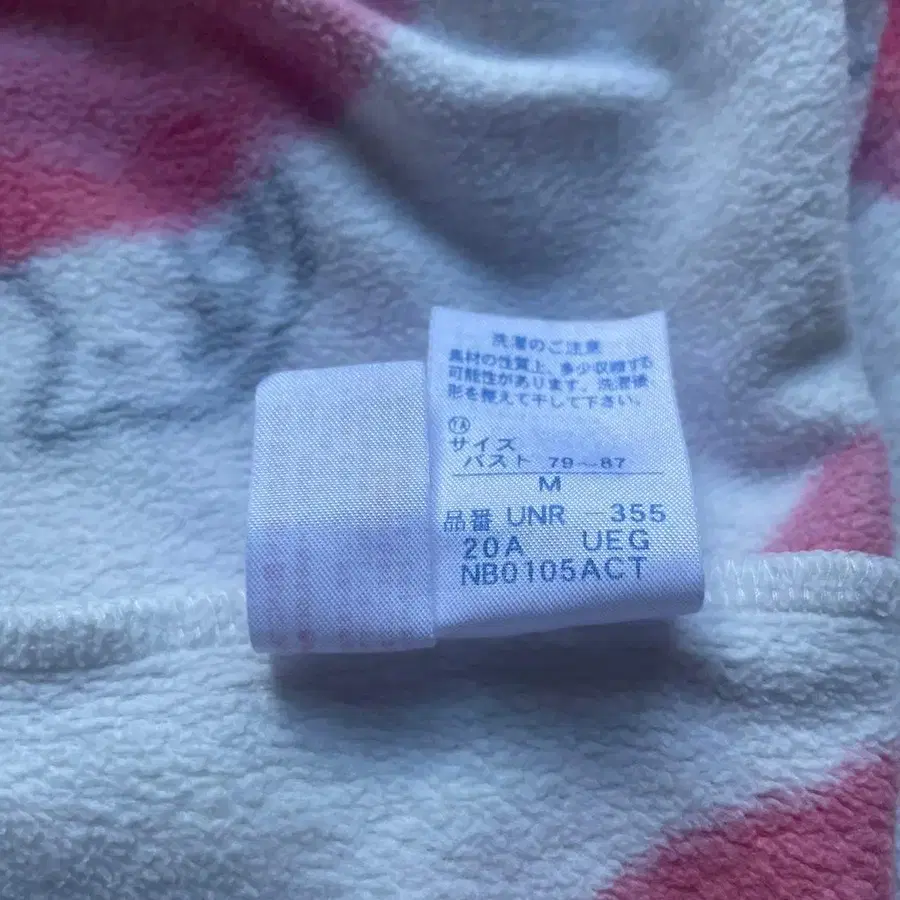 洗濯のご注意
素材の性質上、多少収縮する
可能性があります。洗濯後
形を整えて干して下さい。
サイズ
バスト 79～87
M
品番 UNR-355
20A UEG
NB0105ACT